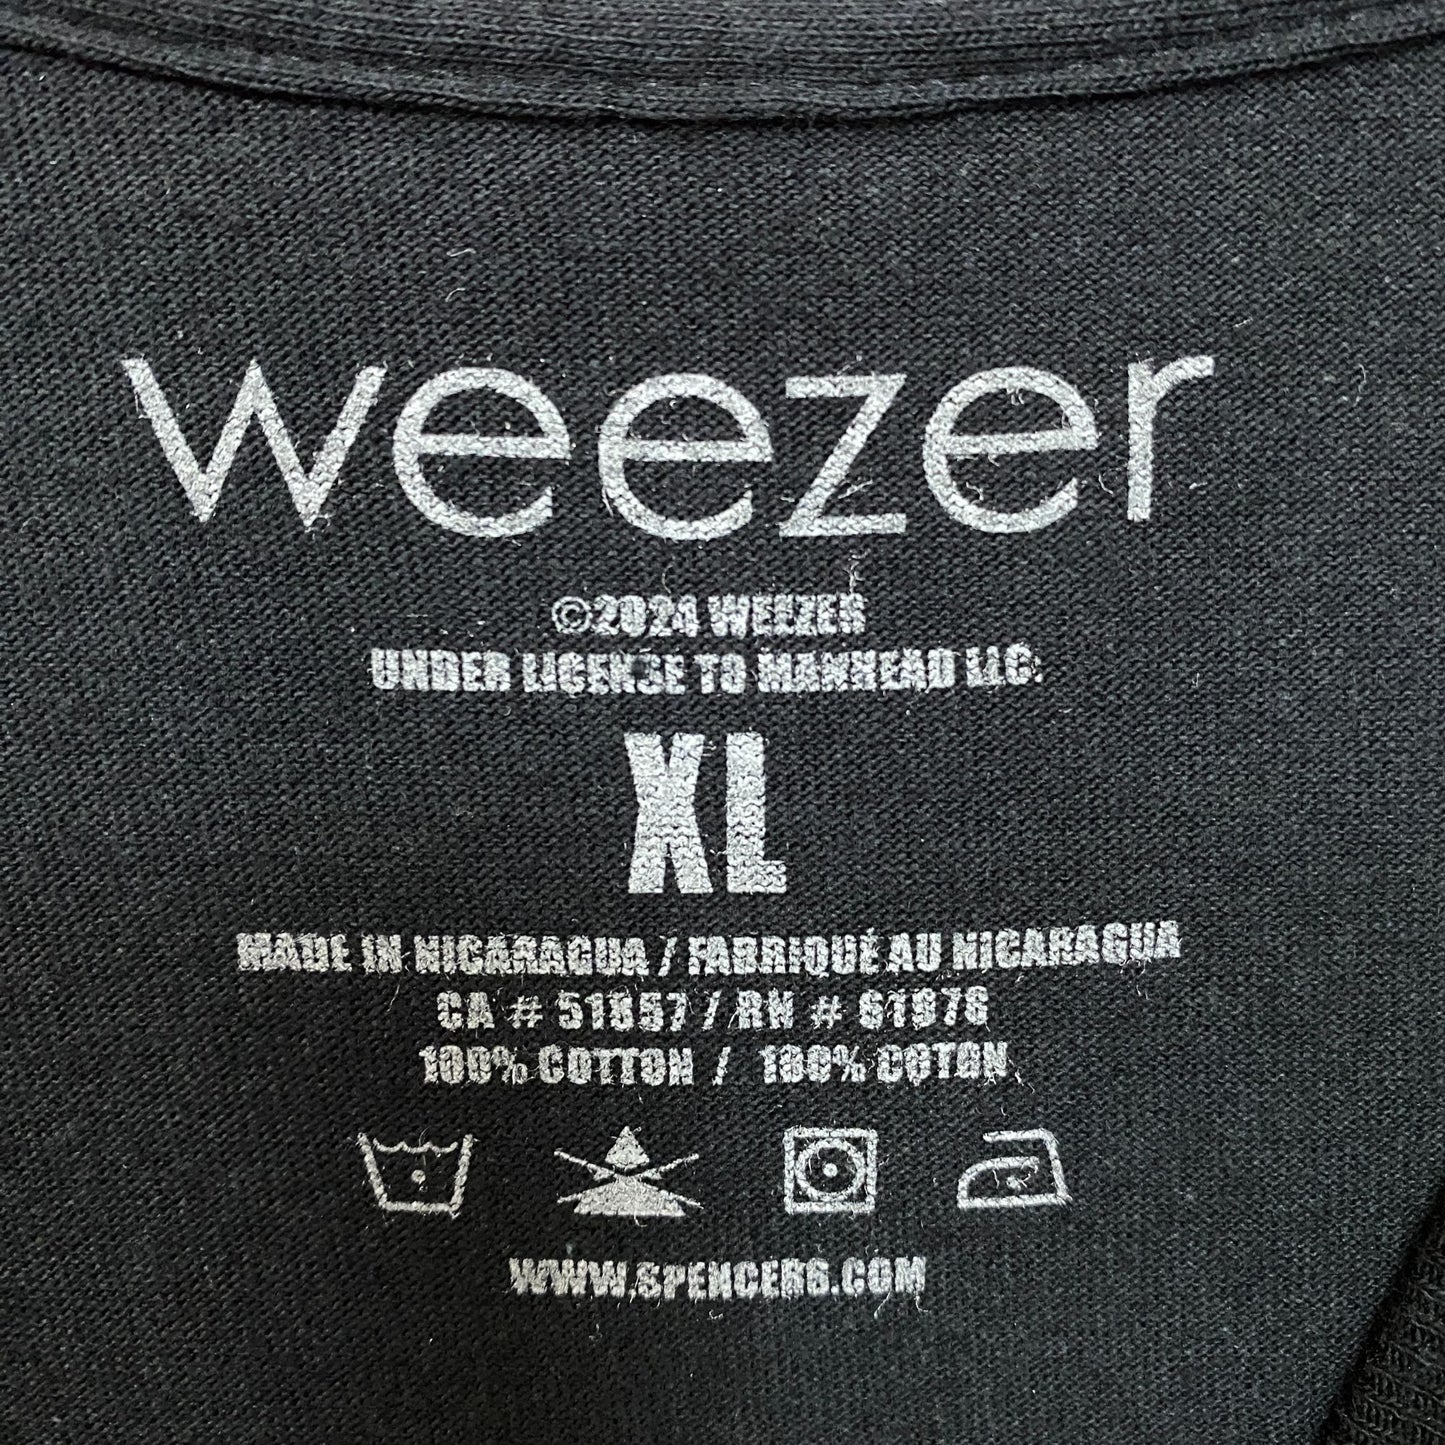 weezer
©2024 WEEZER
UNDER LICENSE TO MANHEAD LLC.
XL
MADE IN NICARAGUA / FABRIQUÉ AU NICARAGUA
CA # 51857 / RN # 61976
100% COTTON / 100% COTON
WWW.SPENCERS.COM